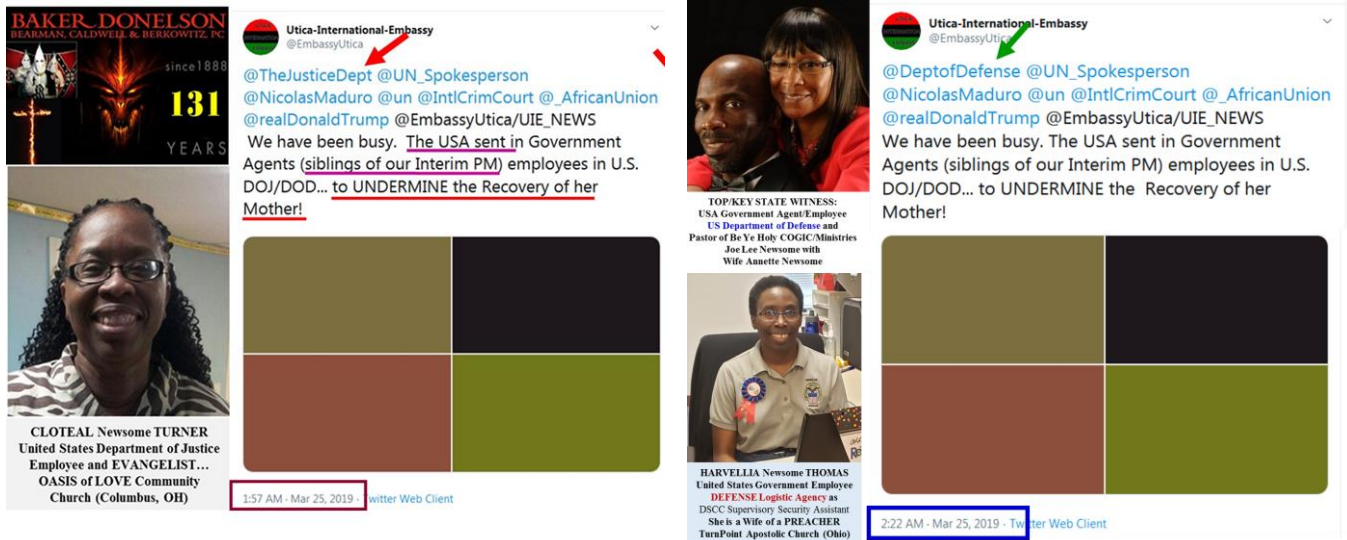 BAKER DONELSON
BEARMAN, CALDWELL & BERKOWITZ, PC
since1888
131
YEARS
CLOTEAL Newsome TURNER
United States Department of Justice
Employee and EVANGELIST…
OASIS of LOVE Community
Church (Columbus, OH)
Utica-International-Embassy
@EmbassyUtica
@TheJusticeDept @UN_Spokesperson
@NicolasMaduro @un @IntlCrimCourt @_AfricanUnion
@realDonaldTrump @EmbassyUtica/UIE_NEWS
We have been busy. The USA sent in Government
Agents (siblings of our Interim PM) employees in U.S.
DOJ/DOD... to UNDERMINE the Recovery of her
Mother!
1:57 AM - Mar 25, 2019 · Twitter Web Client
TOP/KEY STATE WITNESS:
USA Government Agent/Employee
US Department of Defense and
Pastor of Be Ye Holy COGIC/Ministries
Joe Lee Newsome with
Wife Annette Newsome
HARVELLIA Newsome THOMAS
United States Government Employee
DEFENSE Logistic Agency as
DSCC Supervisory Security Assistant
She is a Wife of a PREACHER
TurnPoint Apostolic Church (Ohio)
Utica-International-Embassy
@EmbassyUtica
@DeptofDefense @UN_Spokesperson
@NicolasMaduro @un @IntlCrimCourt @_AfricanUnion
@realDonaldTrump @EmbassyUtica/UIE_NEWS
We have been busy. The USA sent in Government
Agents (siblings of our Interim PM) employees in U.S.
DOJ/DOD... to UNDERMINE the Recovery of her
Mother!
2:22 AM - Mar 25, 2019 · Twitter Web Client